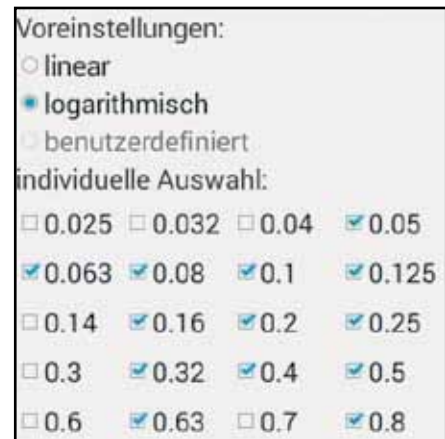 Voreinstellungen:
linear
logarithmisch
benutzerdefiniert
individuelle Auswahl:
0.025 0.032 0.04 0.05
0.063 0.08 0.1 0.125
0.14 0.16 0.2 0.25
0.3 0.32 0.4 0.5
0.6 0.63 0.7 0.8